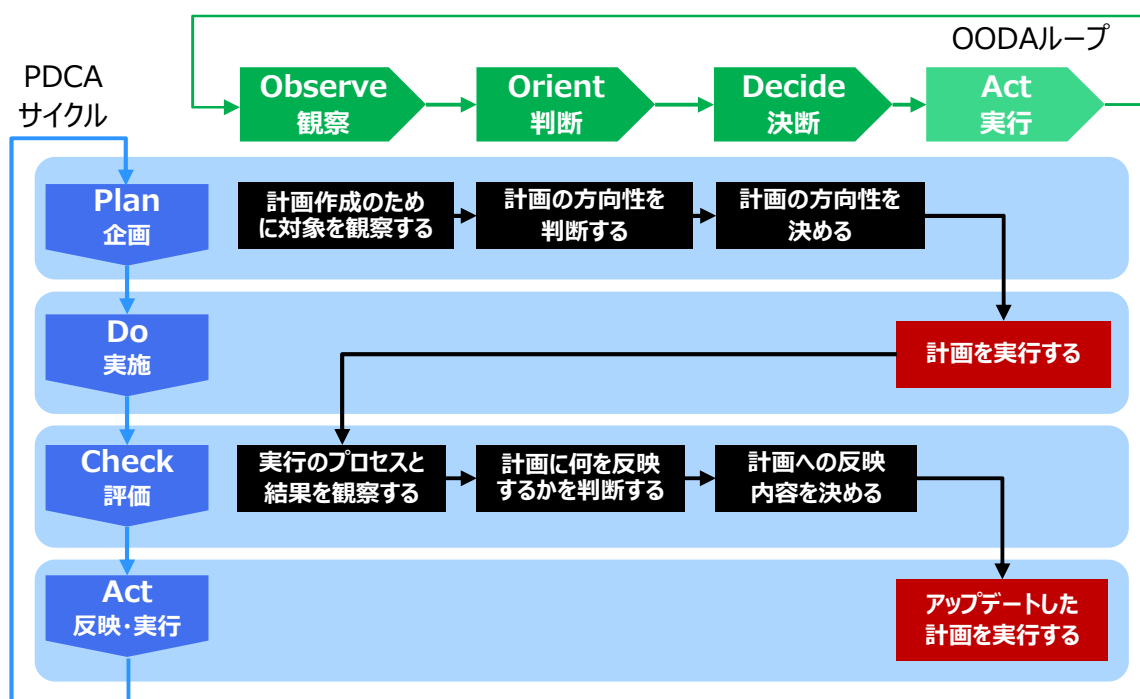 OODAループ
PDCA
サイクル
Observe
観察
Orient
判断
Decide
決断
Act
実行
Plan
企画
計画作成のため
に対象を観察する
計画の方向性を
判断する
計画の方向性を
決める
Do
実施
計画を実行する
Check
評価
実行のプロセスと
結果を観察する
計画に何を反映
するかを判断する
計画への反映
内容を決める
Act
反映・実行
アップデートした
計画を実行する